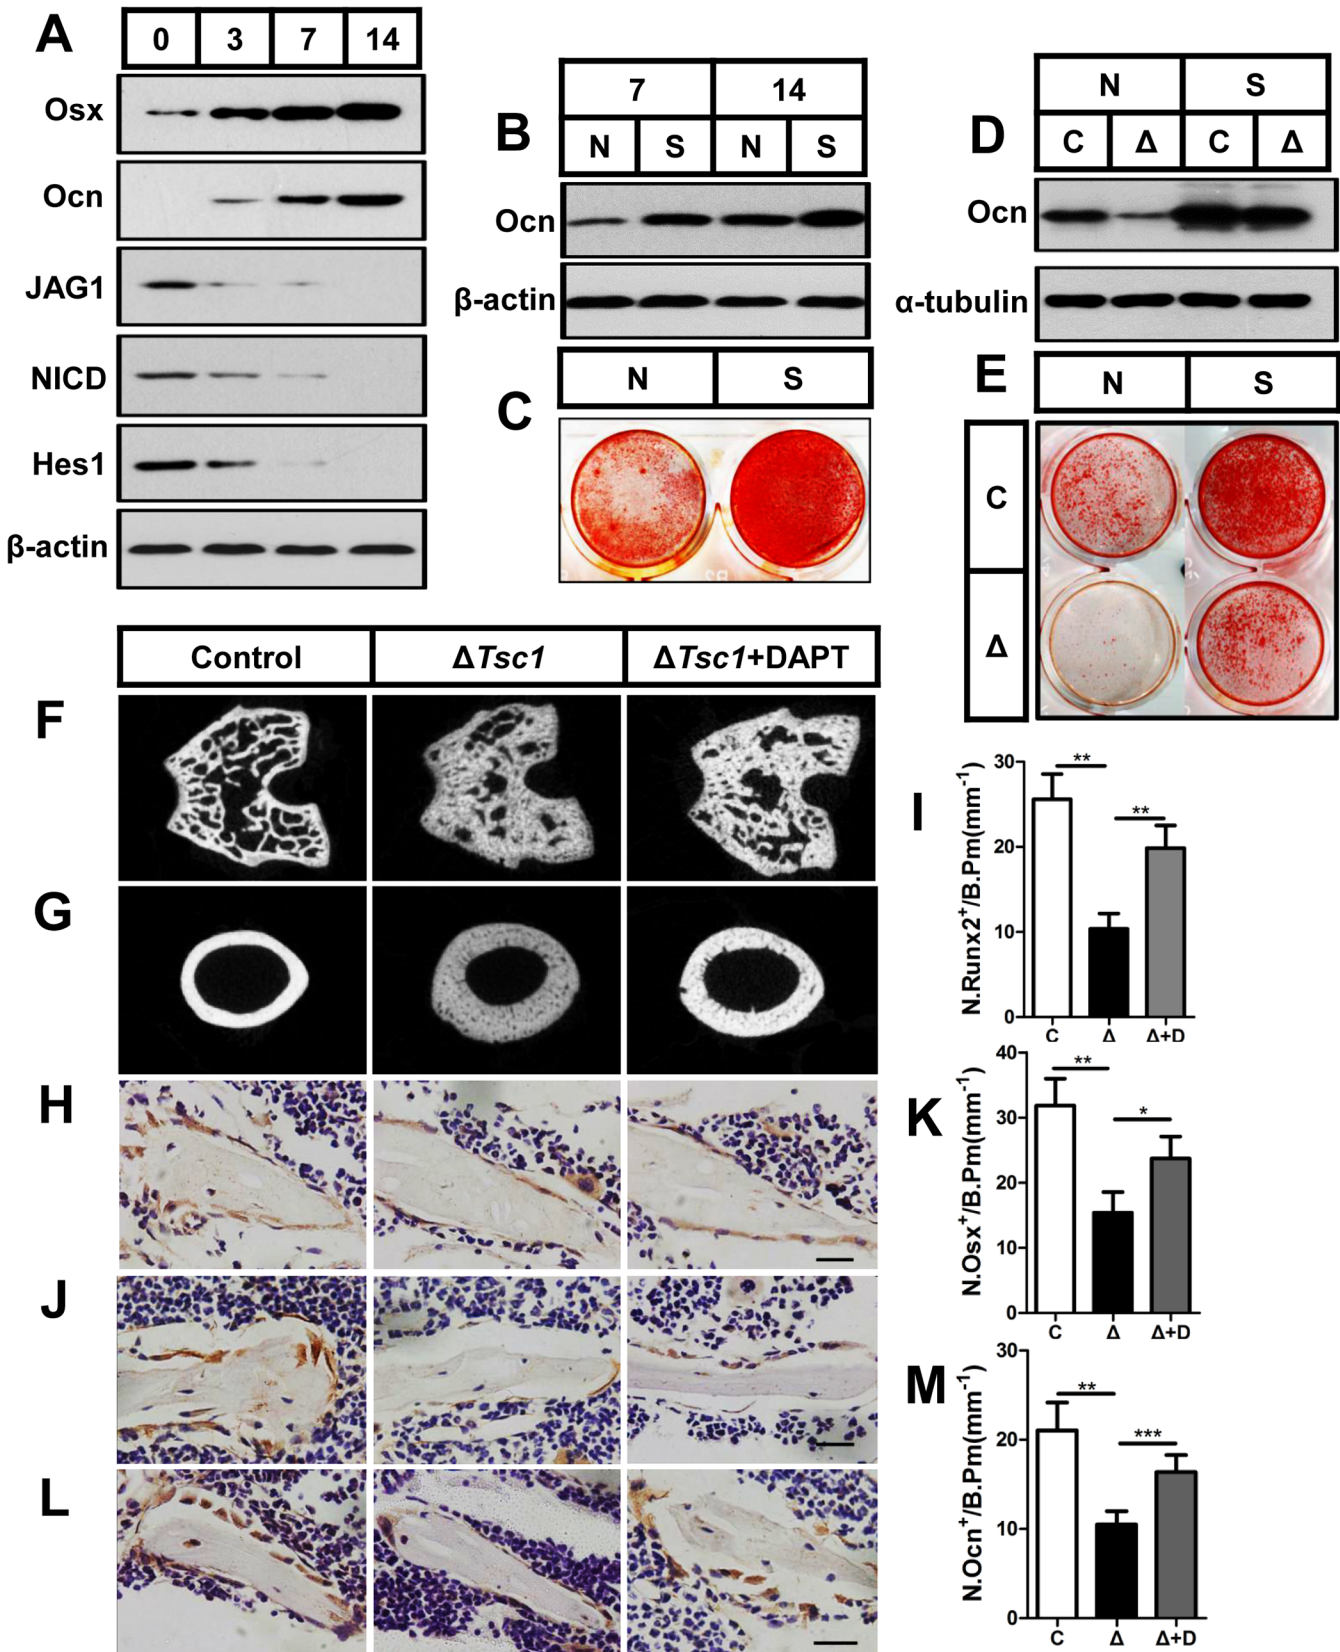 A
0 3 7 14
Osx
Ocn
JAG1
NICD
Hes1
β-actin
B
7 14
N S N S
Ocn
β-actin
C
N S
D
N S
C Δ C Δ
Ocn
α-tubulin
E
N S
C
Δ
Control ΔTsc1 ΔTsc1+DAPT
F
G
H
J
L
I
N.Runx2⁺/B.Pm(mm⁻¹)
30
20
10
0
**
**
C Δ Δ+D
K
N.Osx⁺/B.Pm(mm⁻¹)
40
30
20
10
0
**
*
C Δ Δ+D
M
N.Ocn⁺/B.Pm(mm⁻¹)
30
20
10
0
**
***
C Δ Δ+D